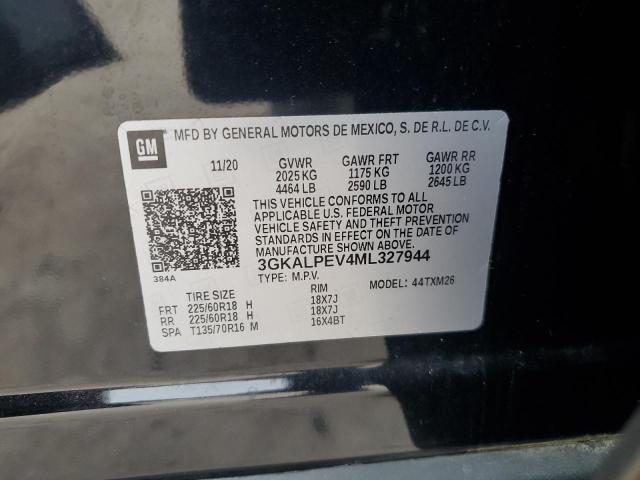 GM
MFD BY GENERAL MOTORS DE MEXICO, S. DE R.L. DE C.V.
11/20 GVWR GAWR FRT GAWR RR
2025 KG 1175 KG 1200 KG
4464 LB 2590 LB 2645 LB
THIS VEHICLE CONFORMS TO ALL
APPLICABLE U.S. FEDERAL MOTOR
VEHICLE SAFETY AND THEFT PREVENTION
STANDARDS IN EFFECT ON THE DATE
OF MANUFACTURE SHOWN ABOVE.
3GKALPEV4ML327944
384A TYPE: M.P.V. 44TXM26
TIRE SIZE RIM
FRT 225/60R18 H 18X7J
RR 225/60R18 H 18X7J
SPA T135/70R16 M 16X4BT